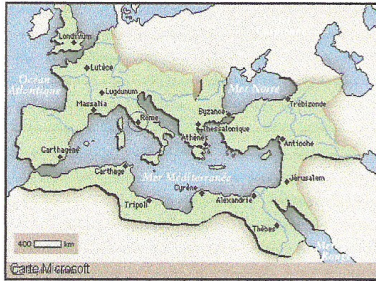 Londinium
Océan
Atlantique
Lutèce
Lugdunum
Massalia
Mer Noire
Trébizonde
Rome
Byzance
Thessalonique
Athènes
Antioche
Carthagène
Carthage
Mer Méditerranée
Jérusalem
Cyrène
Alexandrie
Tripoli
Thèbes
400 km
Mer
Carte Microsoft